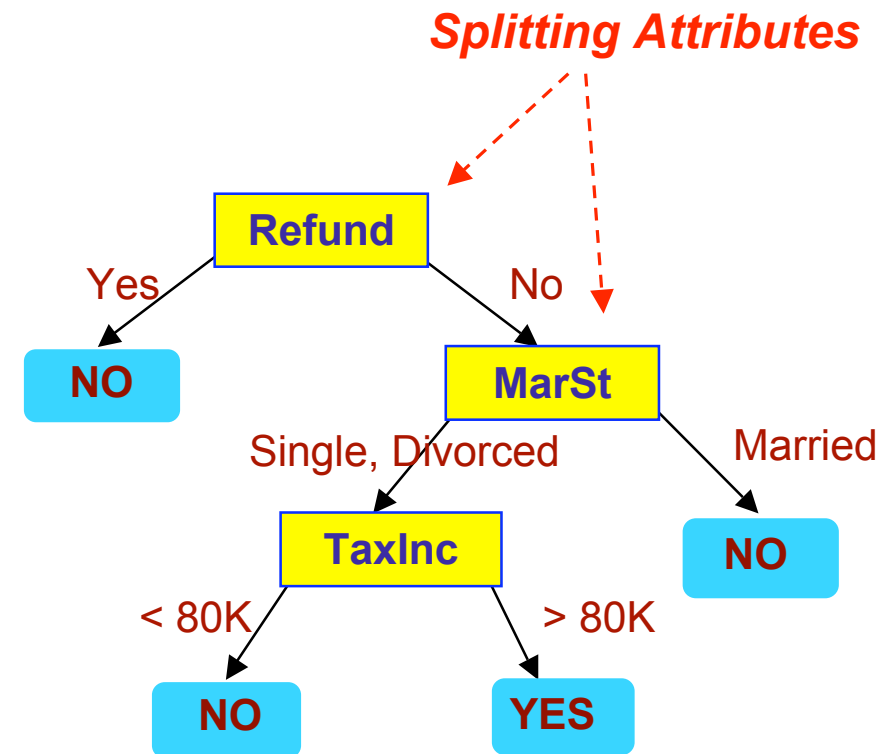 Splitting Attributes
Refund
Yes
No
NO
MarSt
Single, Divorced
Married
TaxInc
NO
< 80K
> 80K
NO
YES